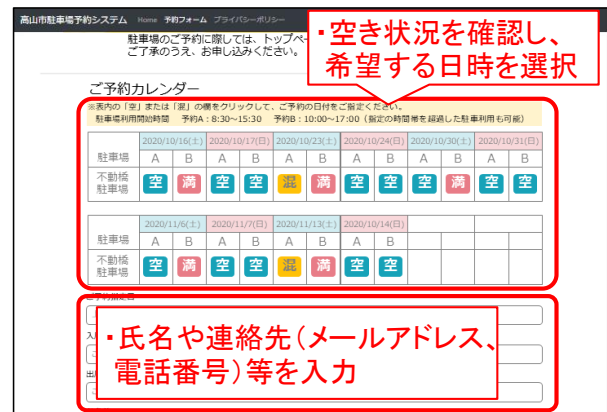 高山市駐車場予約システム Home 予約フォーム プライバシーポリシー
駐車場のご予約に際しては、トップペー
ご了承のうえ、お申し込みください。
・空き状況を確認し、
希望する日時を選択
ご予約カレンダー
※表内の「空」または「混」の欄をクリックして、ご予約の日付をご指定ください。
駐車場利用開始時間 予約A：8:30～15:30 予約B：10:00～17:00（指定の時間帯を超過した駐車利用も可能）
2020/10/16(土) 2020/10/17(日) 2020/10/23(土) 2020/10/24(日) 2020/10/30(土) 2020/10/31(日)
駐車場 A B A B A B A B A B A B
不動橋
駐車場 空 満 空 空 混 満 空 空 空 満 空 空
2020/11/6(土) 2020/11/7(日) 2020/11/13(土) 2020/10/14(日)
駐車場 A B A B A B A B
不動橋
駐車場 空 満 空 空 混 満 空 空
ご予約指定日
・氏名や連絡先（メールアドレス、
電話番号）等を入力